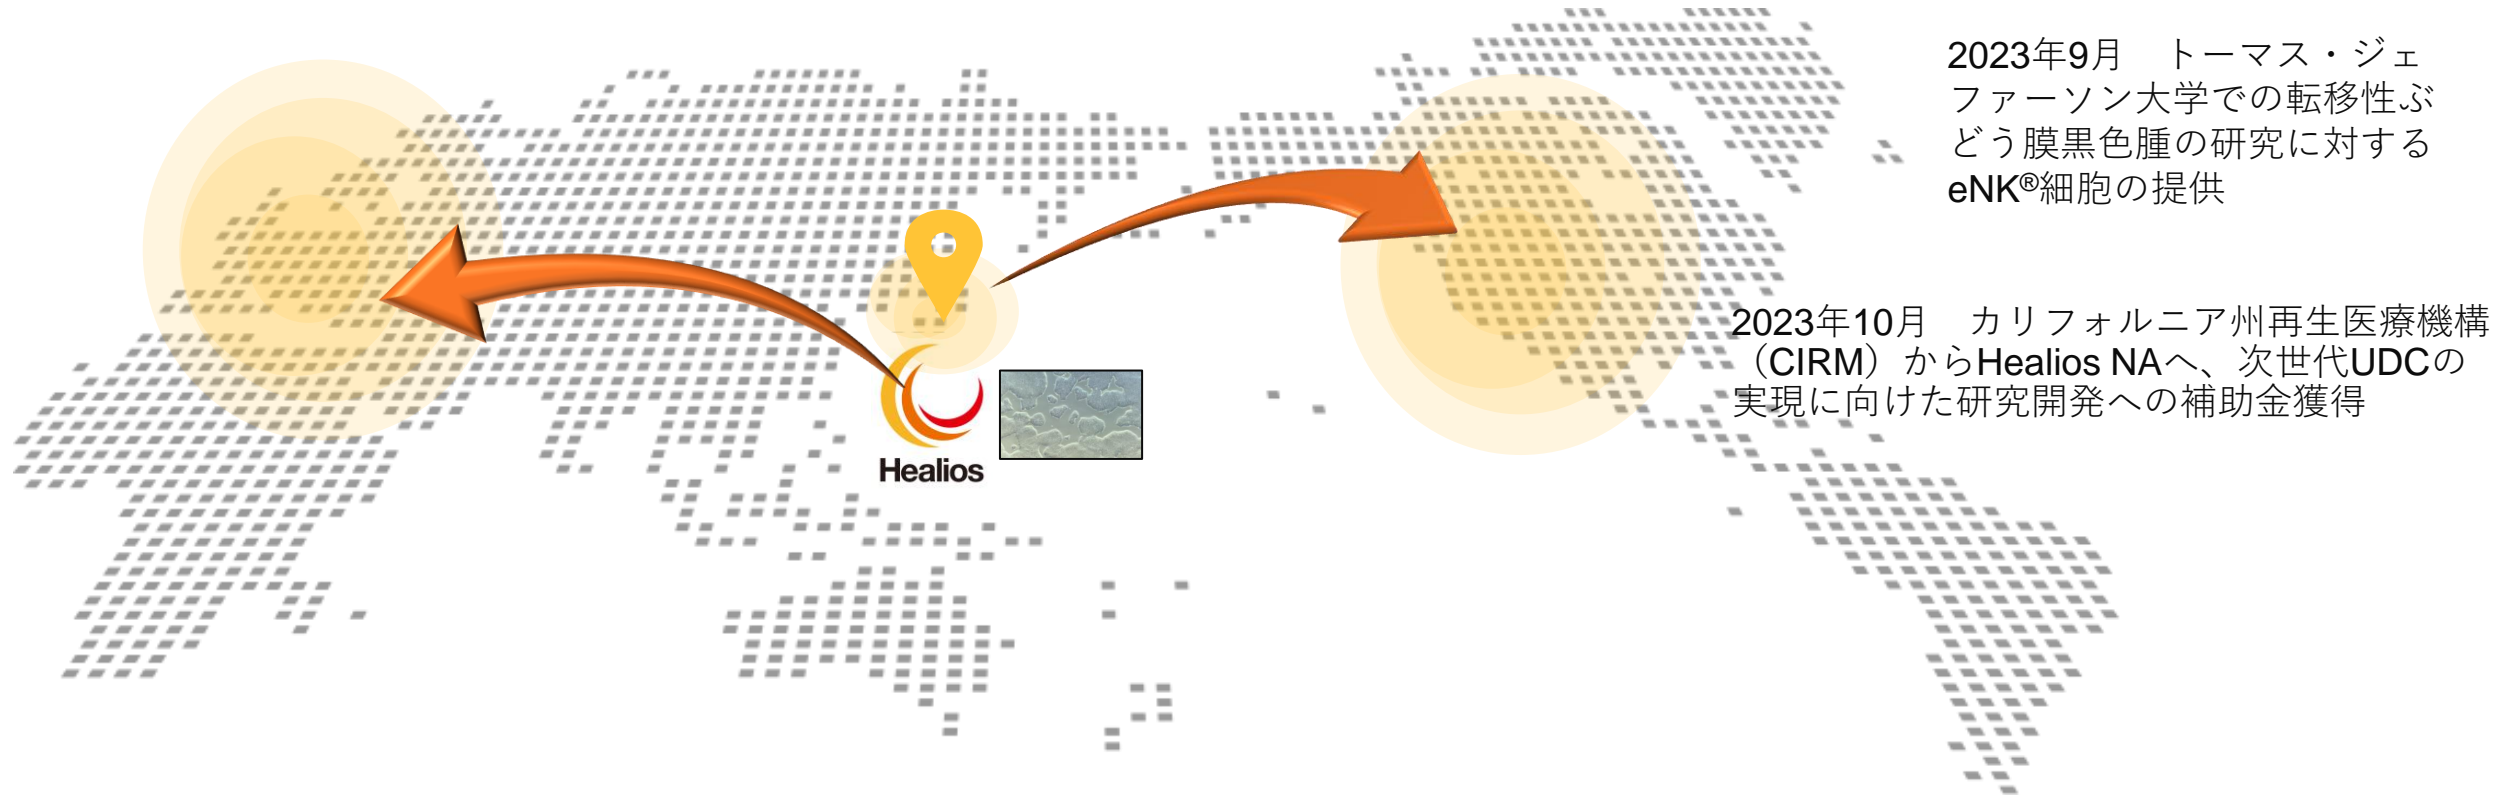 2023年9月　トーマス・ジェ
ファーソン大学での転移性ぶ
どう膜黒色腫の研究に対する
eNK®細胞の提供
2023年10月　カリフォルニア州再生医療機構
（CIRM）からHealios NAへ、次世代UDCの
実現に向けた研究開発への補助金獲得
Healios